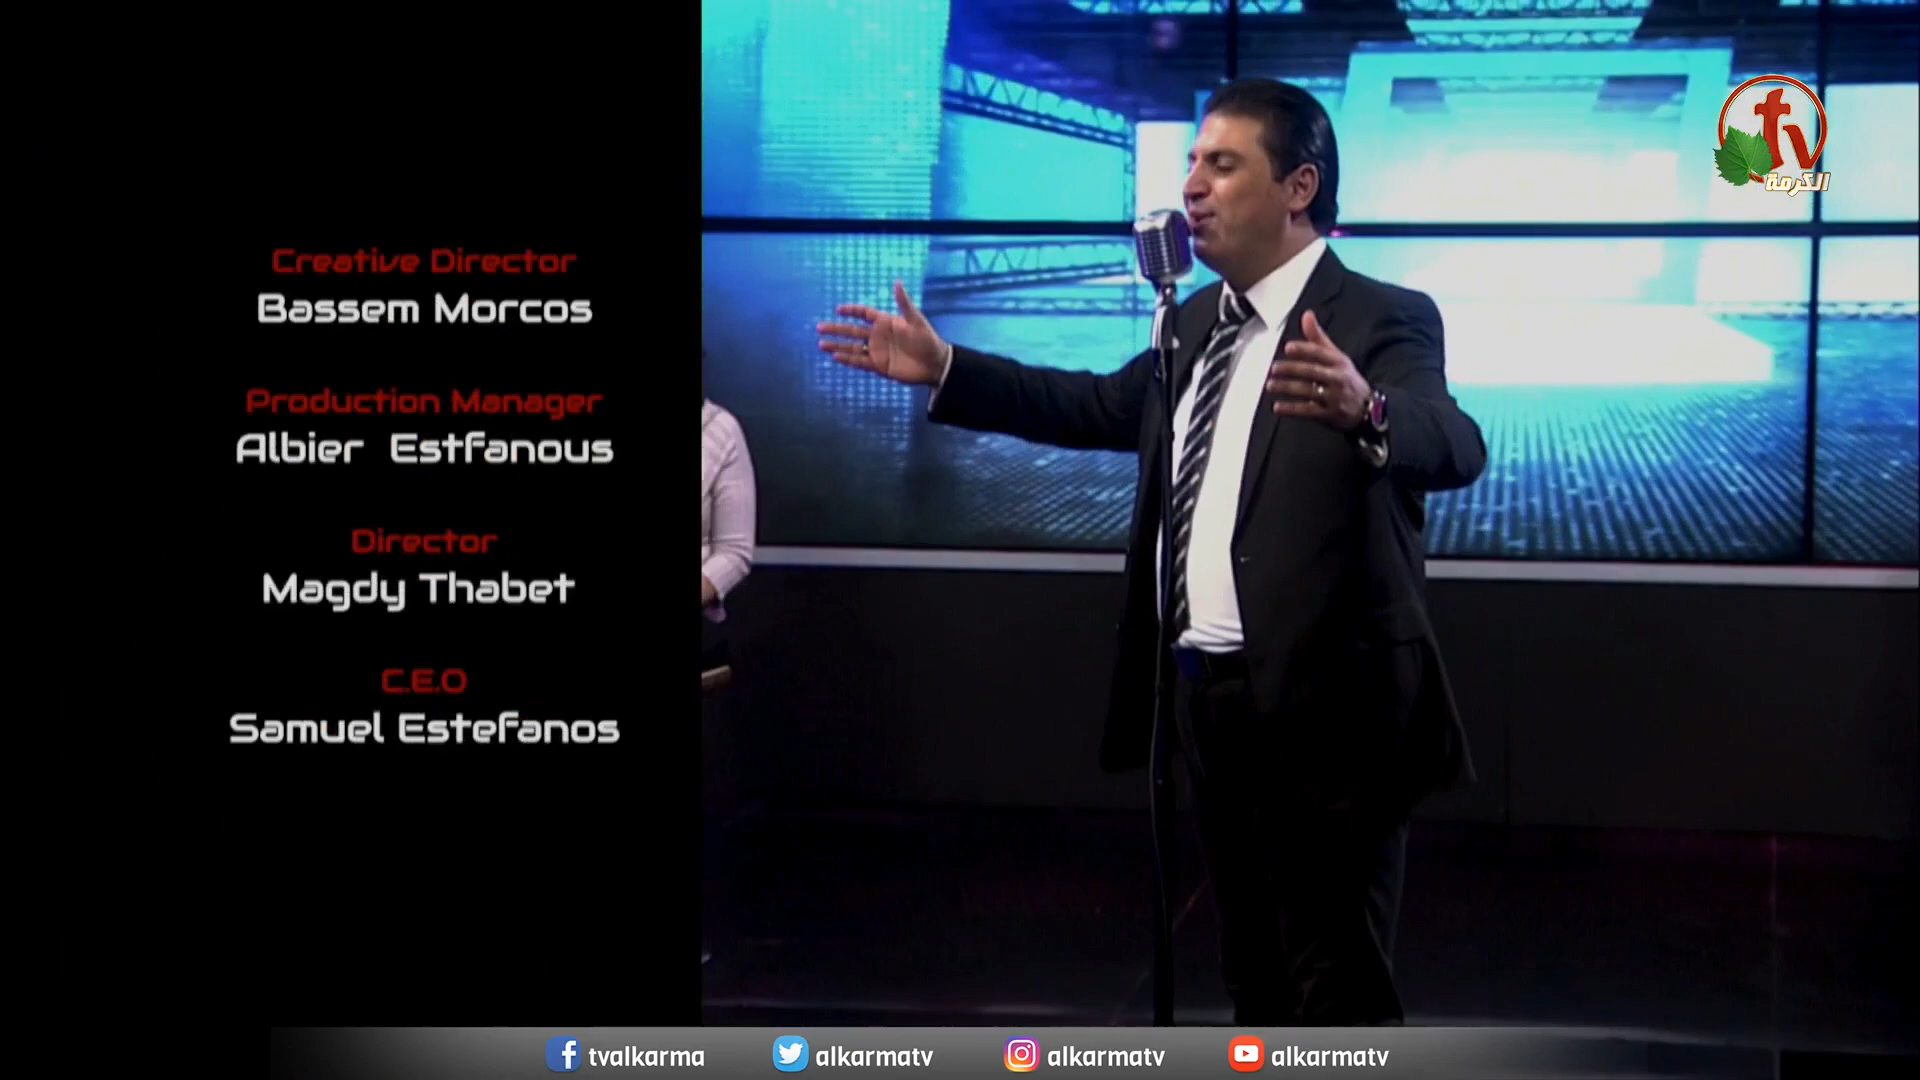 Creative Director
Bassem Morcos
Production Manager
Albier Estfanous
Director
Magdy Thabet
C.E.O
Samuel Estefanos
tv
الكرمة
tvalkarma
alkarmatv
alkarmatv
alkarmatv